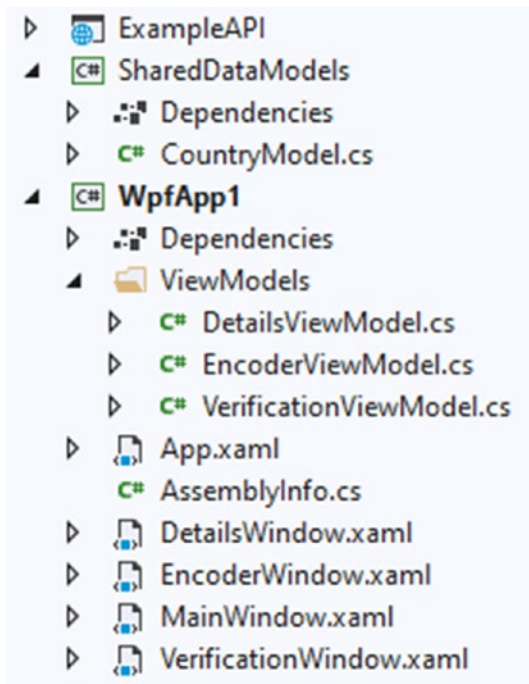 ExampleAPI
C# SharedDataModels
Dependencies
C# CountryModel.cs
C# WpfApp1
Dependencies
ViewModels
C# DetailsViewModel.cs
C# EncoderViewModel.cs
C# VerificationViewModel.cs
App.xaml
C# AssemblyInfo.cs
DetailsWindow.xaml
EncoderWindow.xaml
MainWindow.xaml
VerificationWindow.xaml